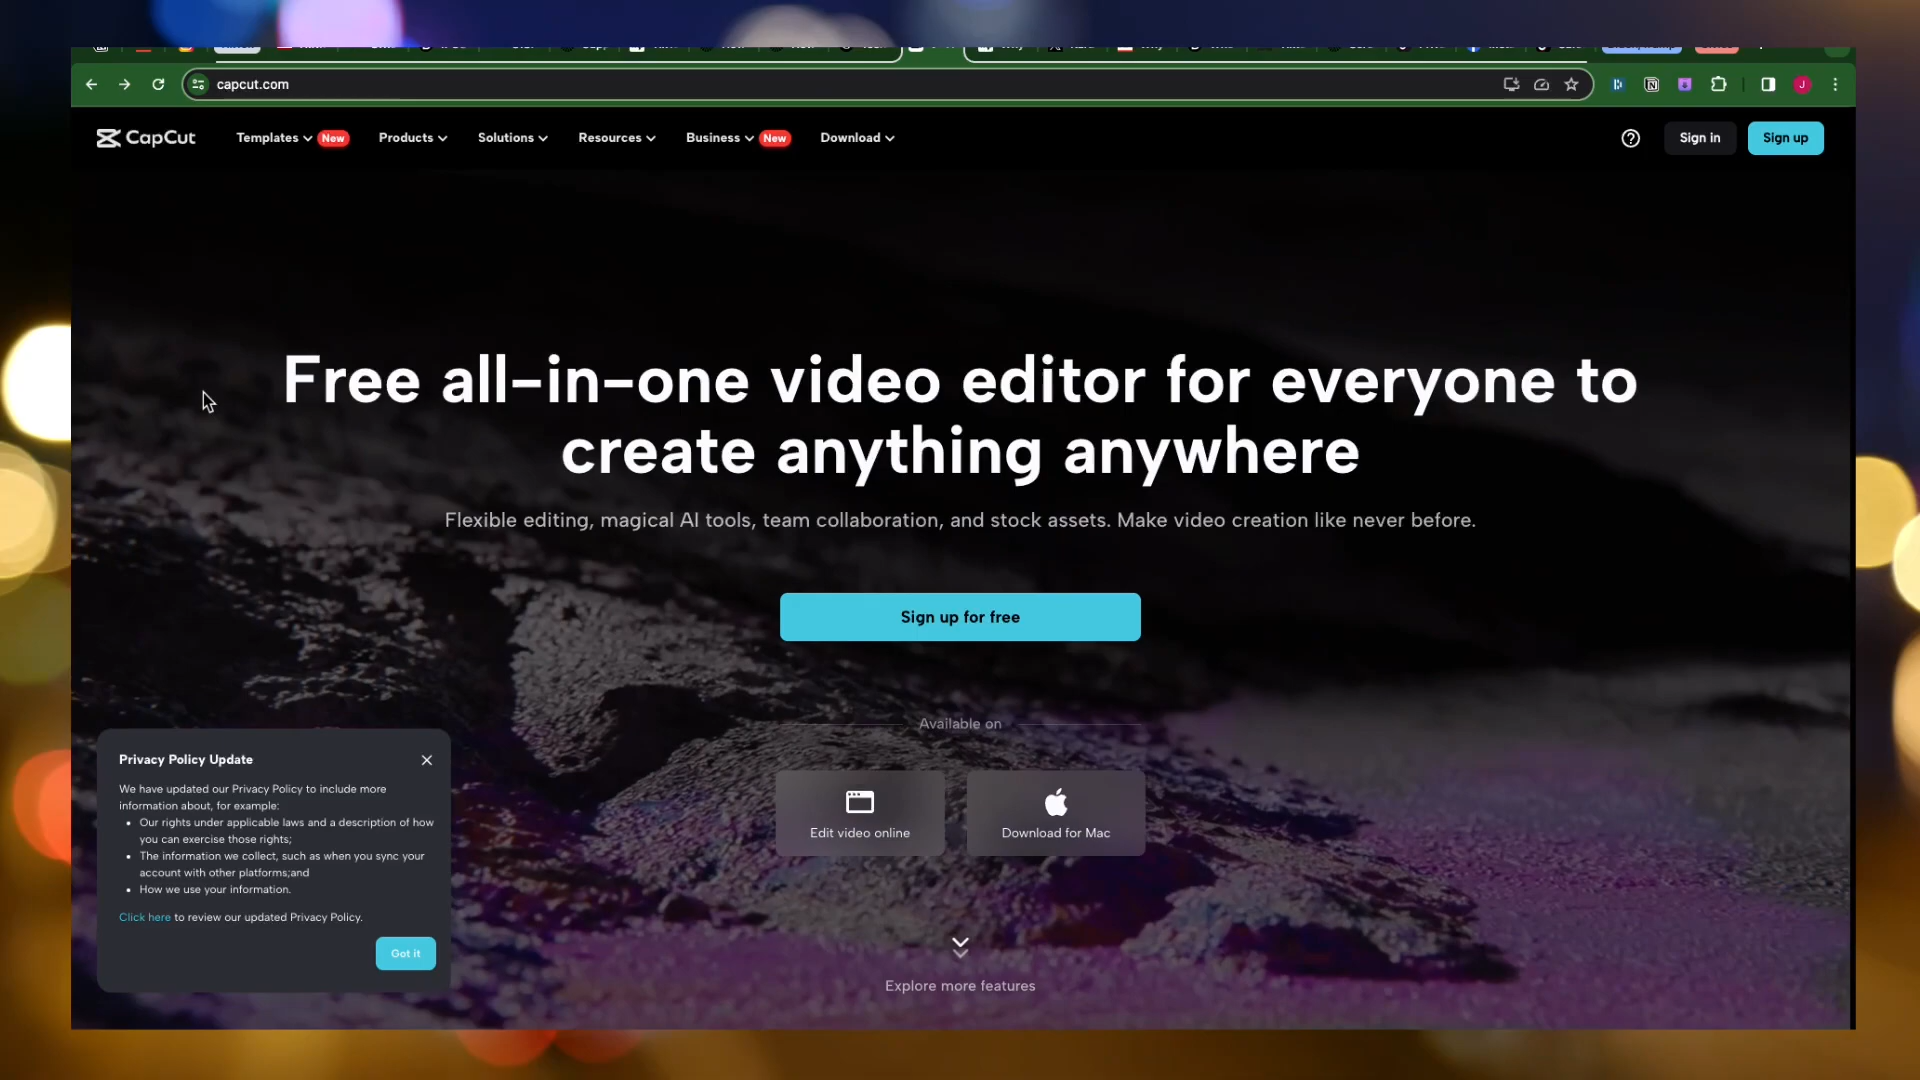 capcut.com
J
CapCut
Templates New Products Solutions Resources Business New Download
? Sign in Sign up
Free all-in-one video editor for everyone to
create anything anywhere
Flexible editing, magical AI tools, team collaboration, and stock assets. Make video creation like never before.
Sign up for free
Available on
Edit video online
Download for Mac
Explore more features
Privacy Policy Update
We have updated our Privacy Policy to include more
information about, for example:
• Our rights under applicable laws and a description of how
you can exercise those rights;
• The information we collect, such as when you sync your
account with other platforms;and
• How we use your information.
Click here to review our updated Privacy Policy.
Got it